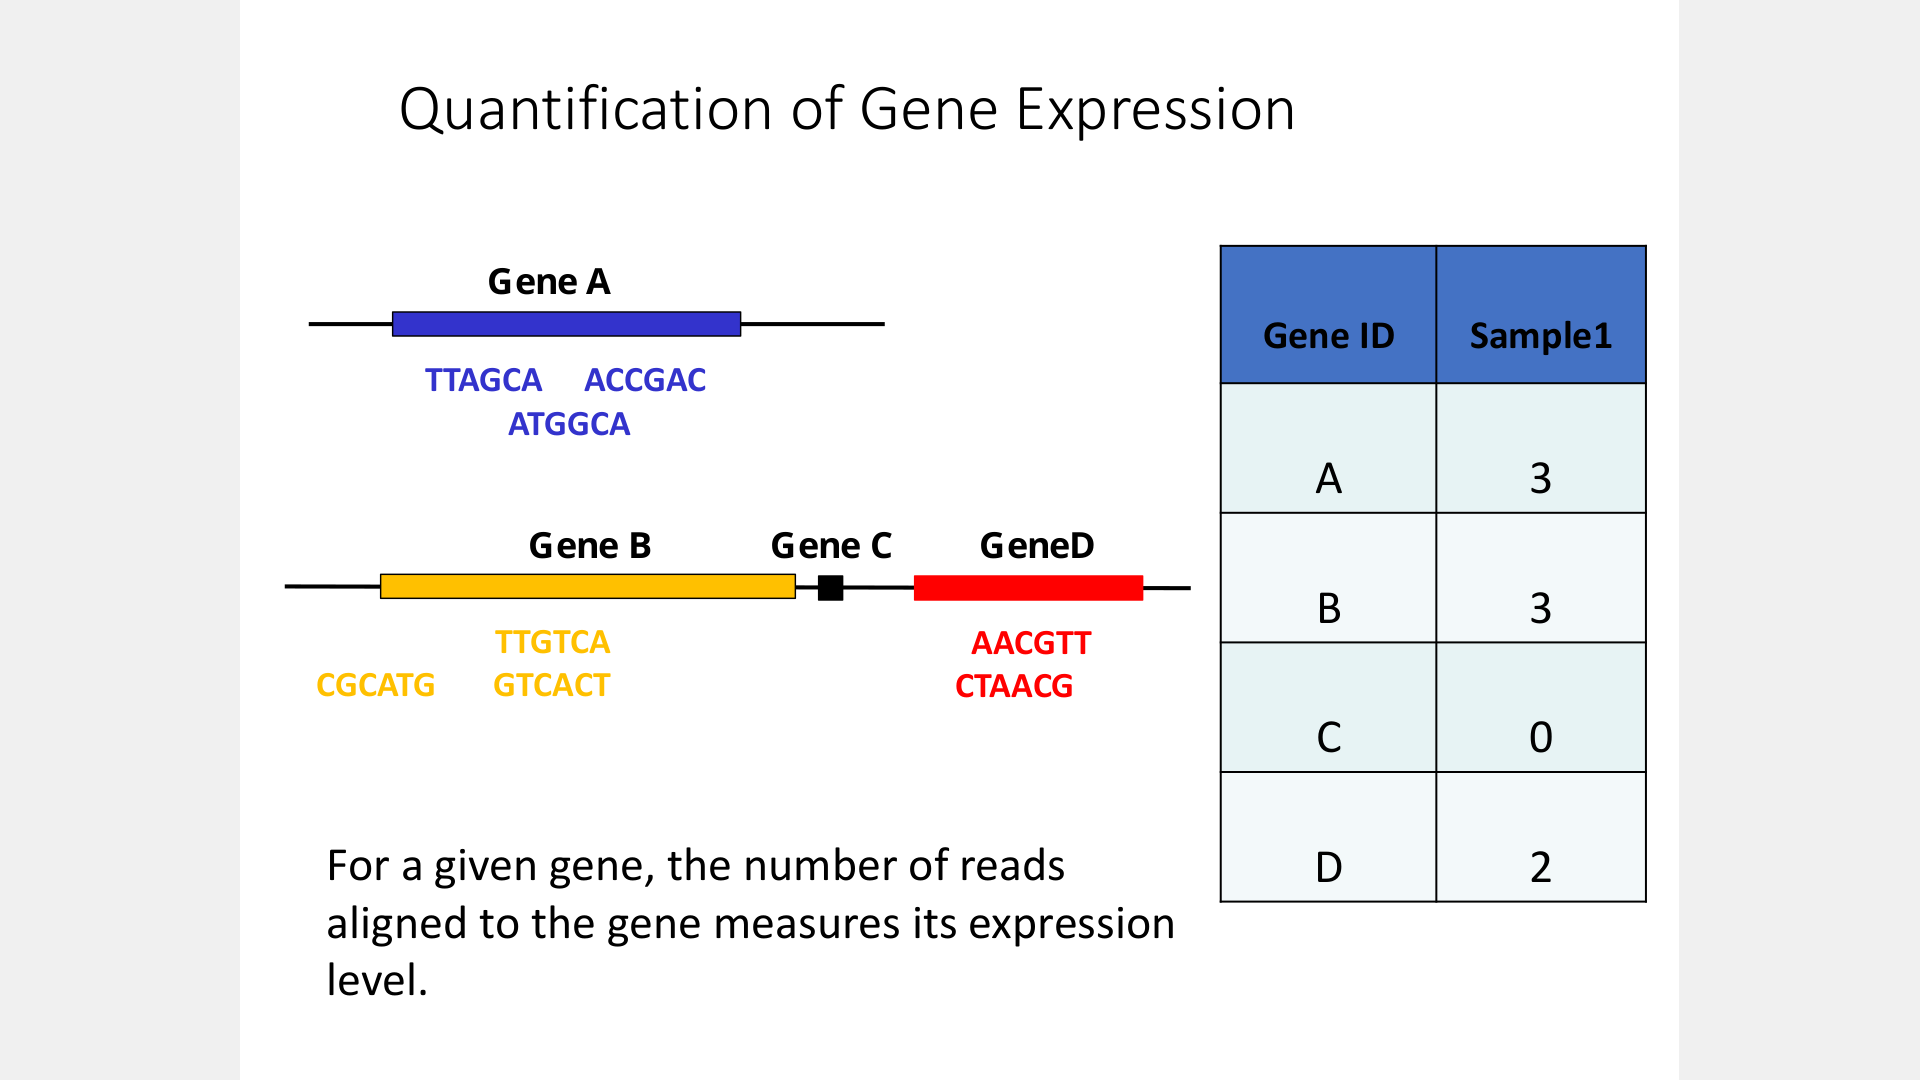 Quantification of Gene Expression
Gene A
TTAGCA ACCGAC
ATGGCA
Gene B Gene C GeneD
TTGTCA AACGTT
CGCATG GTCACT CTAACG
For a given gene, the number of reads
aligned to the gene measures its expression
level.
Gene ID Sample1
A 3
B 3
C 0
D 2